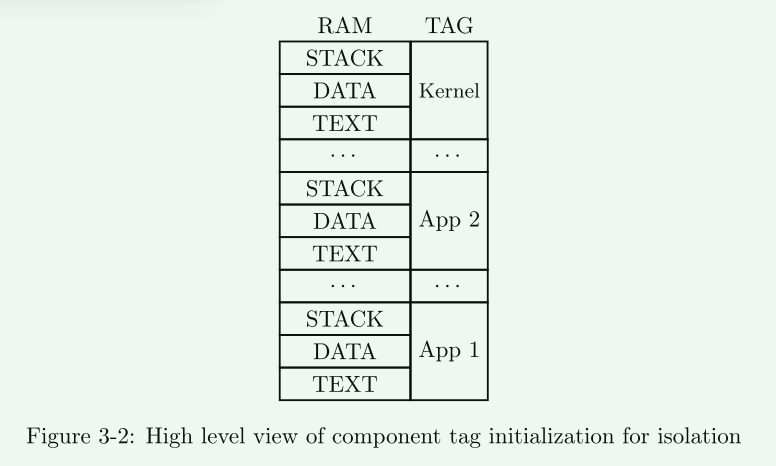 RAM TAG
STACK
DATA Kernel
TEXT
... ...
STACK
DATA App 2
TEXT
... ...
STACK
DATA App 1
TEXT
Figure 3-2: High level view of component tag initialization for isolation